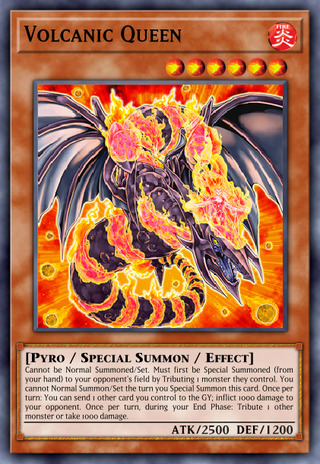 Volcanic Queen
FIRE
炎
[Pyro / Special Summon / Effect]
Cannot be Normal Summoned/Set. Must first be Special Summoned (from
your hand) to your opponent's field by Tributing 1 monster they control. You
cannot Normal Summon/Set the turn you Special Summon this card. Once per
turn: You can send 1 other card you control to the GY; inflict 1000 damage to
your opponent. Once per turn, during your End Phase: Tribute 1 other
monster or take 1000 damage.
ATK/2500 DEF/1200